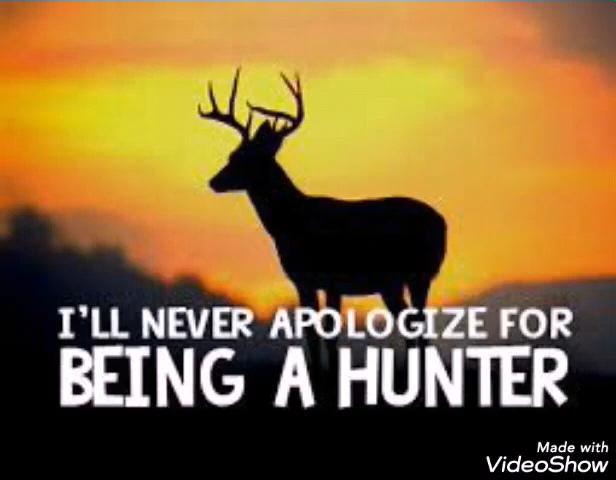 I'LL NEVER APOLOGIZE FOR
BEING A HUNTER
Made with
VideoShow